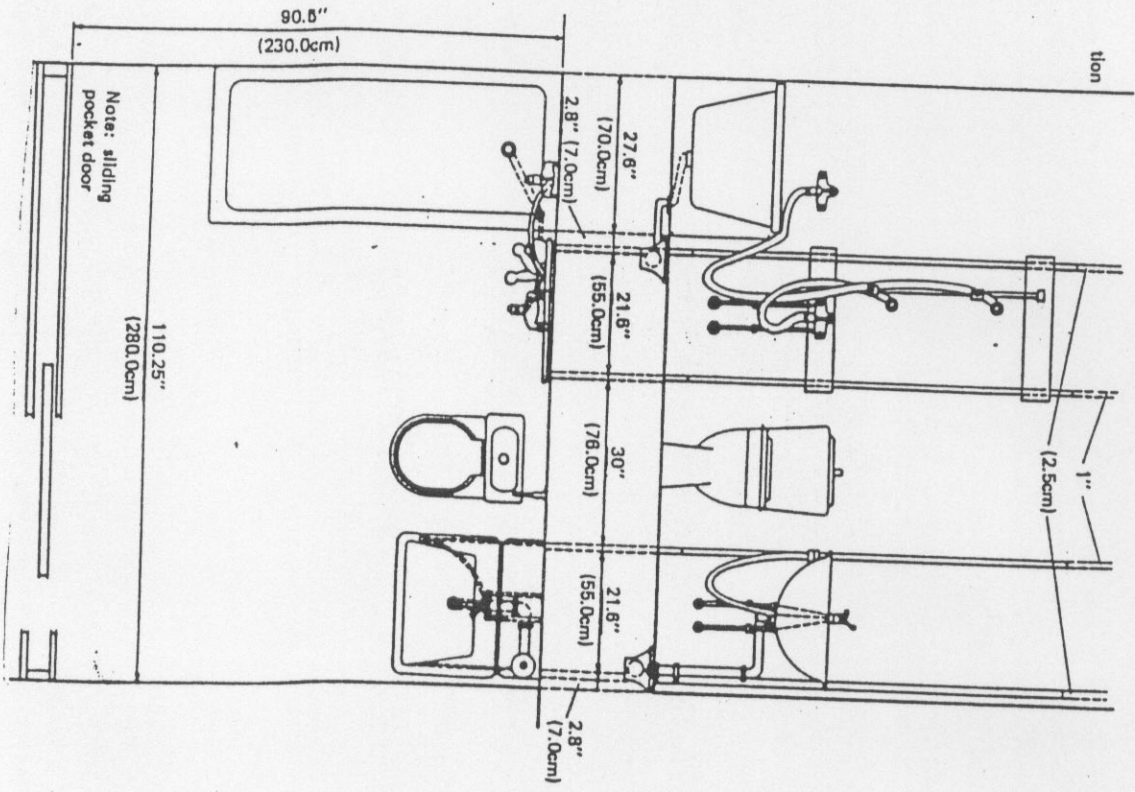 tion
1"
(2.5cm)
27.6"
(70.0cm)
2.8" (7.0cm)
21.6"
(55.0cm)
30"
(76.0cm)
21.6"
(55.0cm)
2.8"
(7.0cm)
90.5"
(230.0cm)
110.25"
(280.0cm)
Note: sliding
pocket door